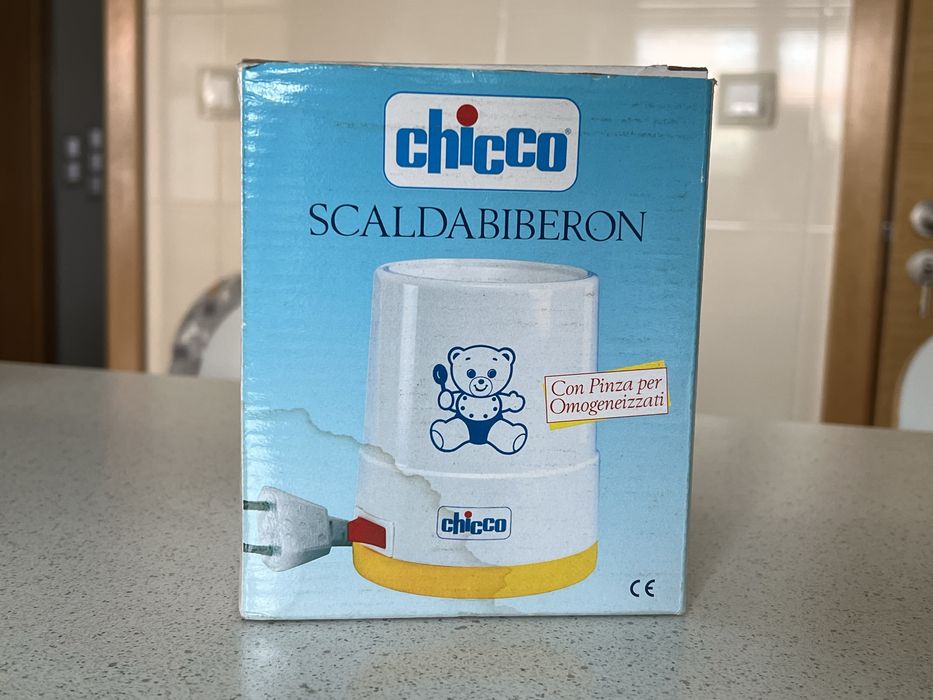 chicco®
SCALDABIBERON
Con Pinza per
Omogeneizzati
chicco
CE